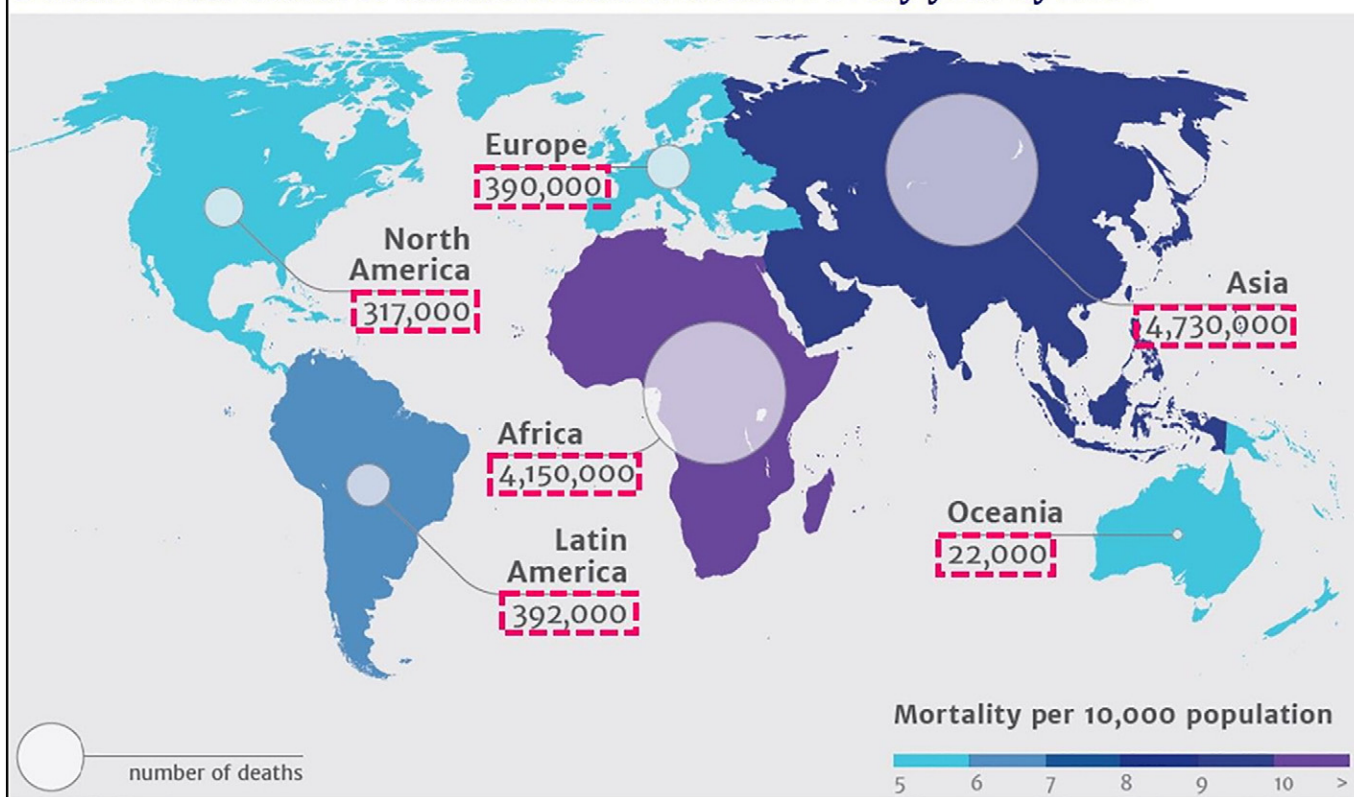 Europe
390,000
North
America
317,000
Asia
4,730,000
Africa
4,150,000
Oceania
22,000
Latin
America
392,000
Mortality per 10,000 population
number of deaths
5 6 7 8 9 10 >